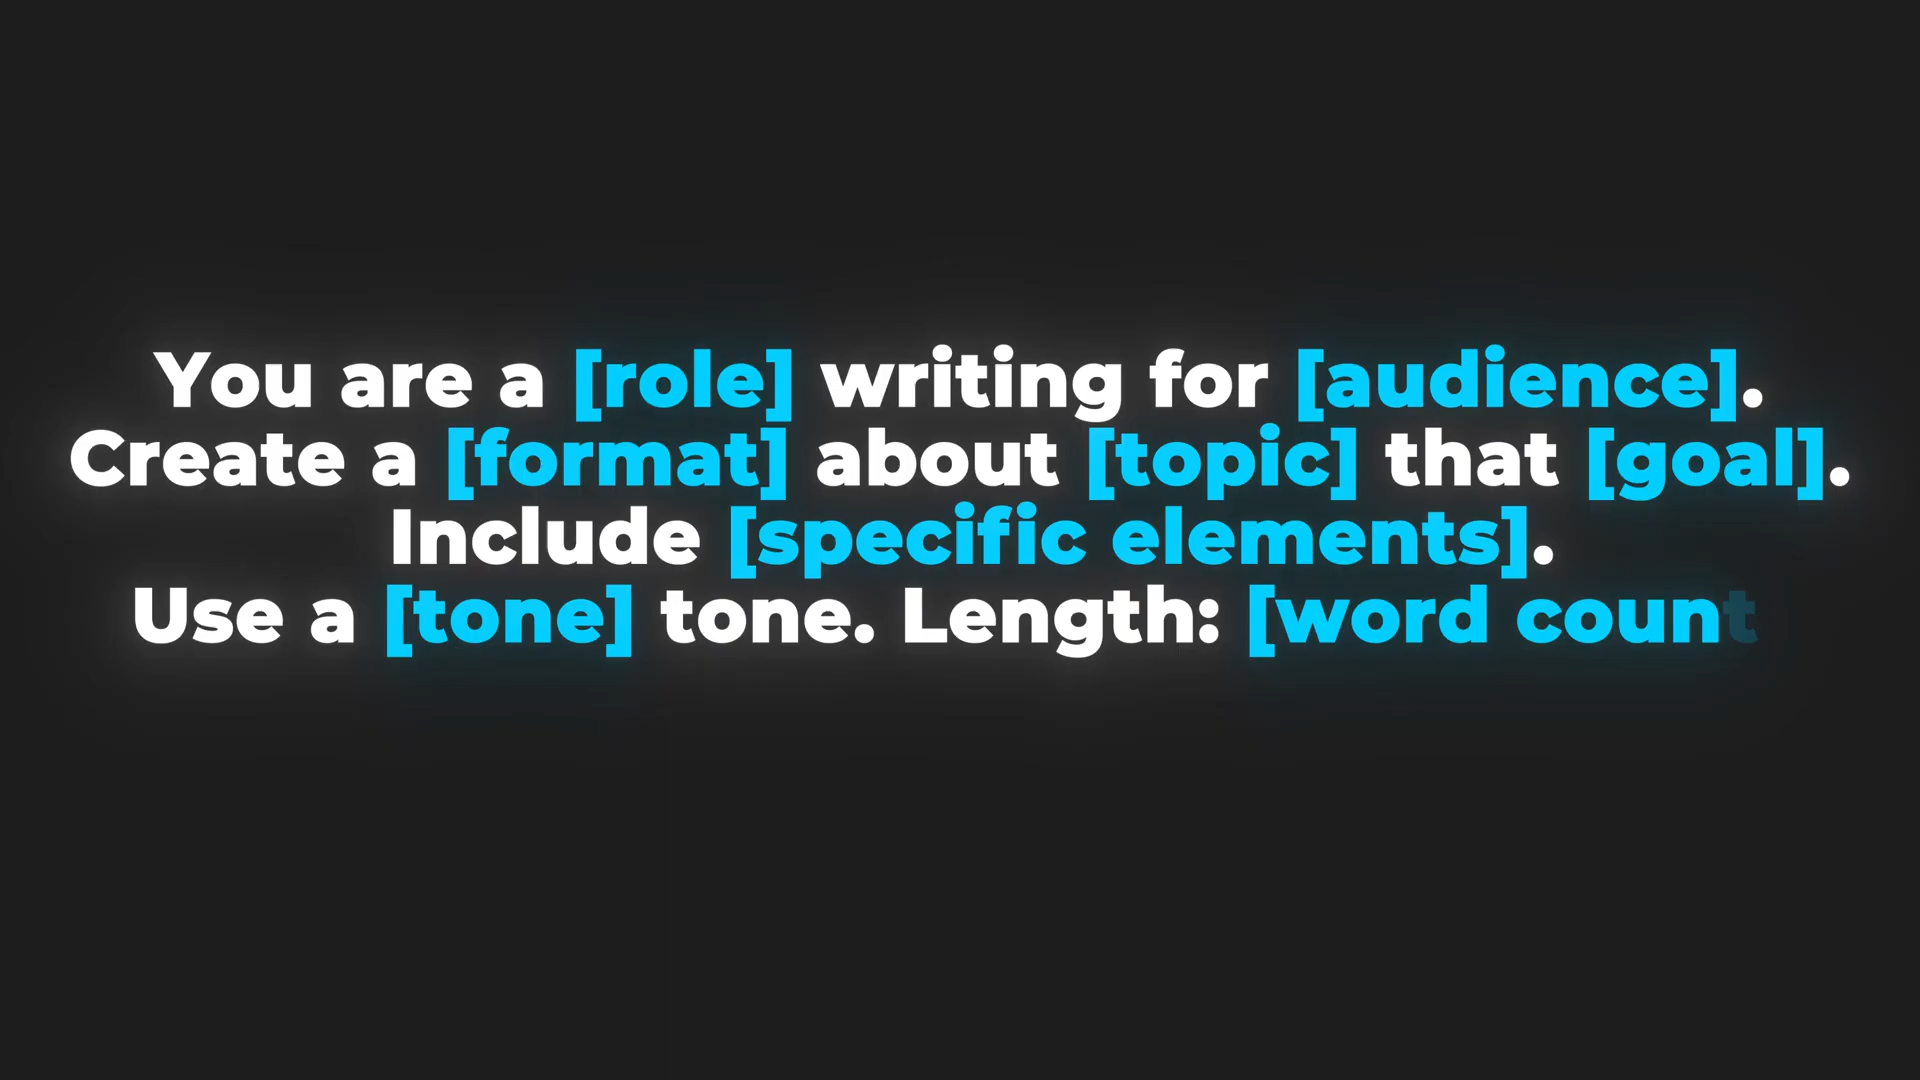 You are a [role] writing for [audience].
Create a [format] about [topic] that [goal].
Include [specific elements].
Use a [tone] tone. Length: [word count